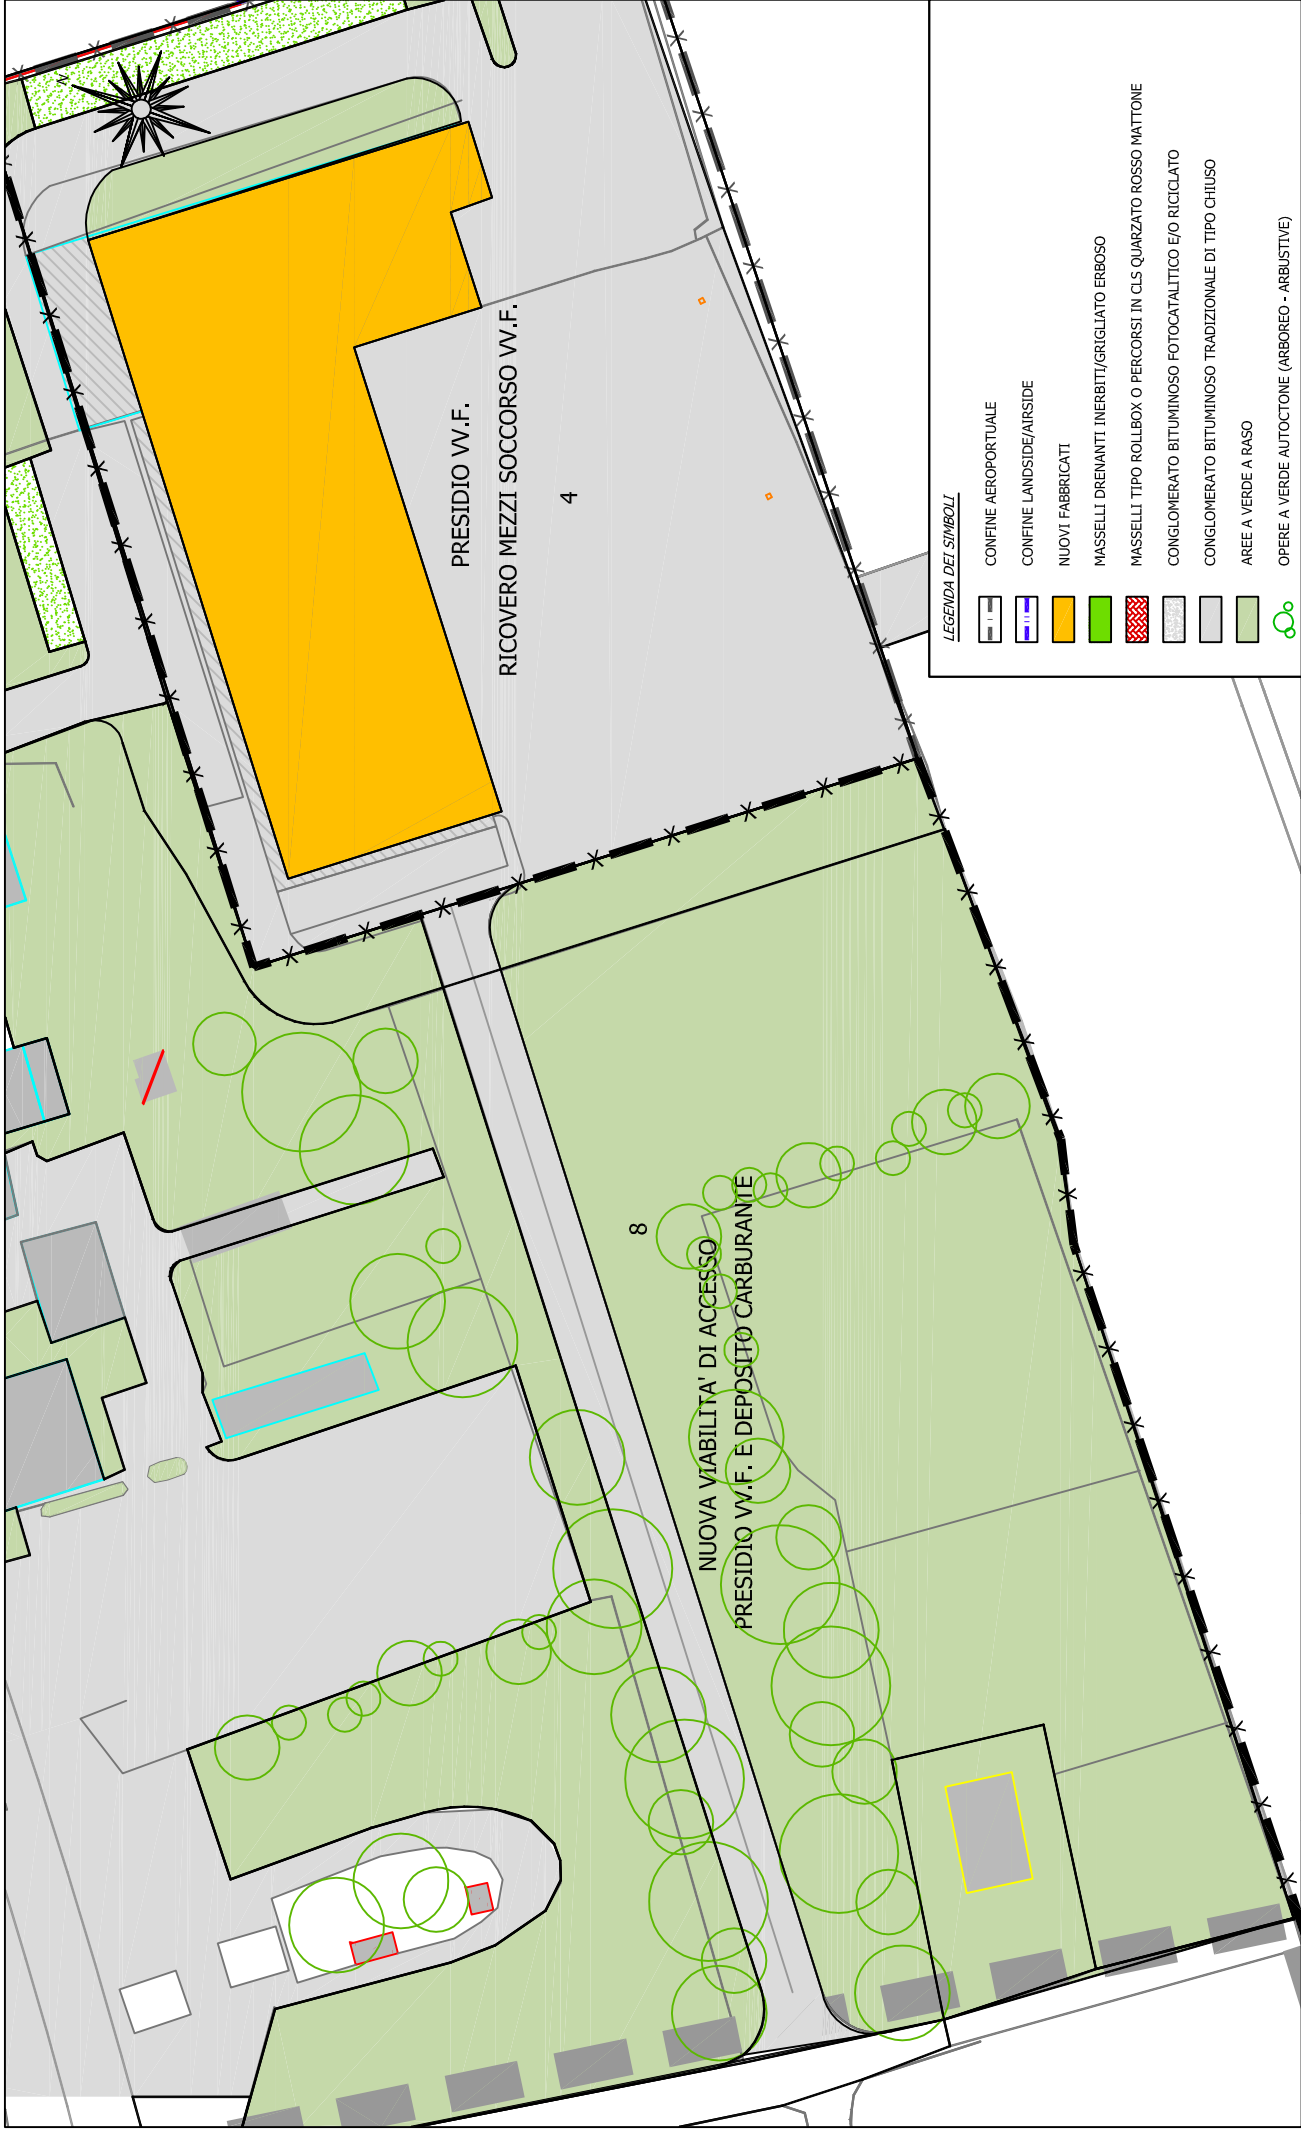 N
PRESIDIO VV.F.
RICOVERO MEZZI SOCCORSO VV.F.
4
8
NUOVA VIABILITA' DI ACCESSO
PRESIDIO VV.F. E DEPOSITO CARBURANTE
LEGENDA DEI SIMBOLI
CONFINE AEROPORTUALE
CONFINE LANDSIDE/AIRSIDE
NUOVI FABBRICATI
MASSELLI DRENANTI INERBITI/GRIGLIATO ERBOSO
MASSELLI TIPO ROLLBOX O PERCORSI IN CLS QUARZATO ROSSO MATTONE
CONGLOMERATO BITUMINOSO FOTOCATALITICO E/O RICICLATO
CONGLOMERATO BITUMINOSO TRADIZIONALE DI TIPO CHIUSO
AREE A VERDE A RASO
OPERE A VERDE AUTOCTONE (ARBOREO - ARBUSTIVE)